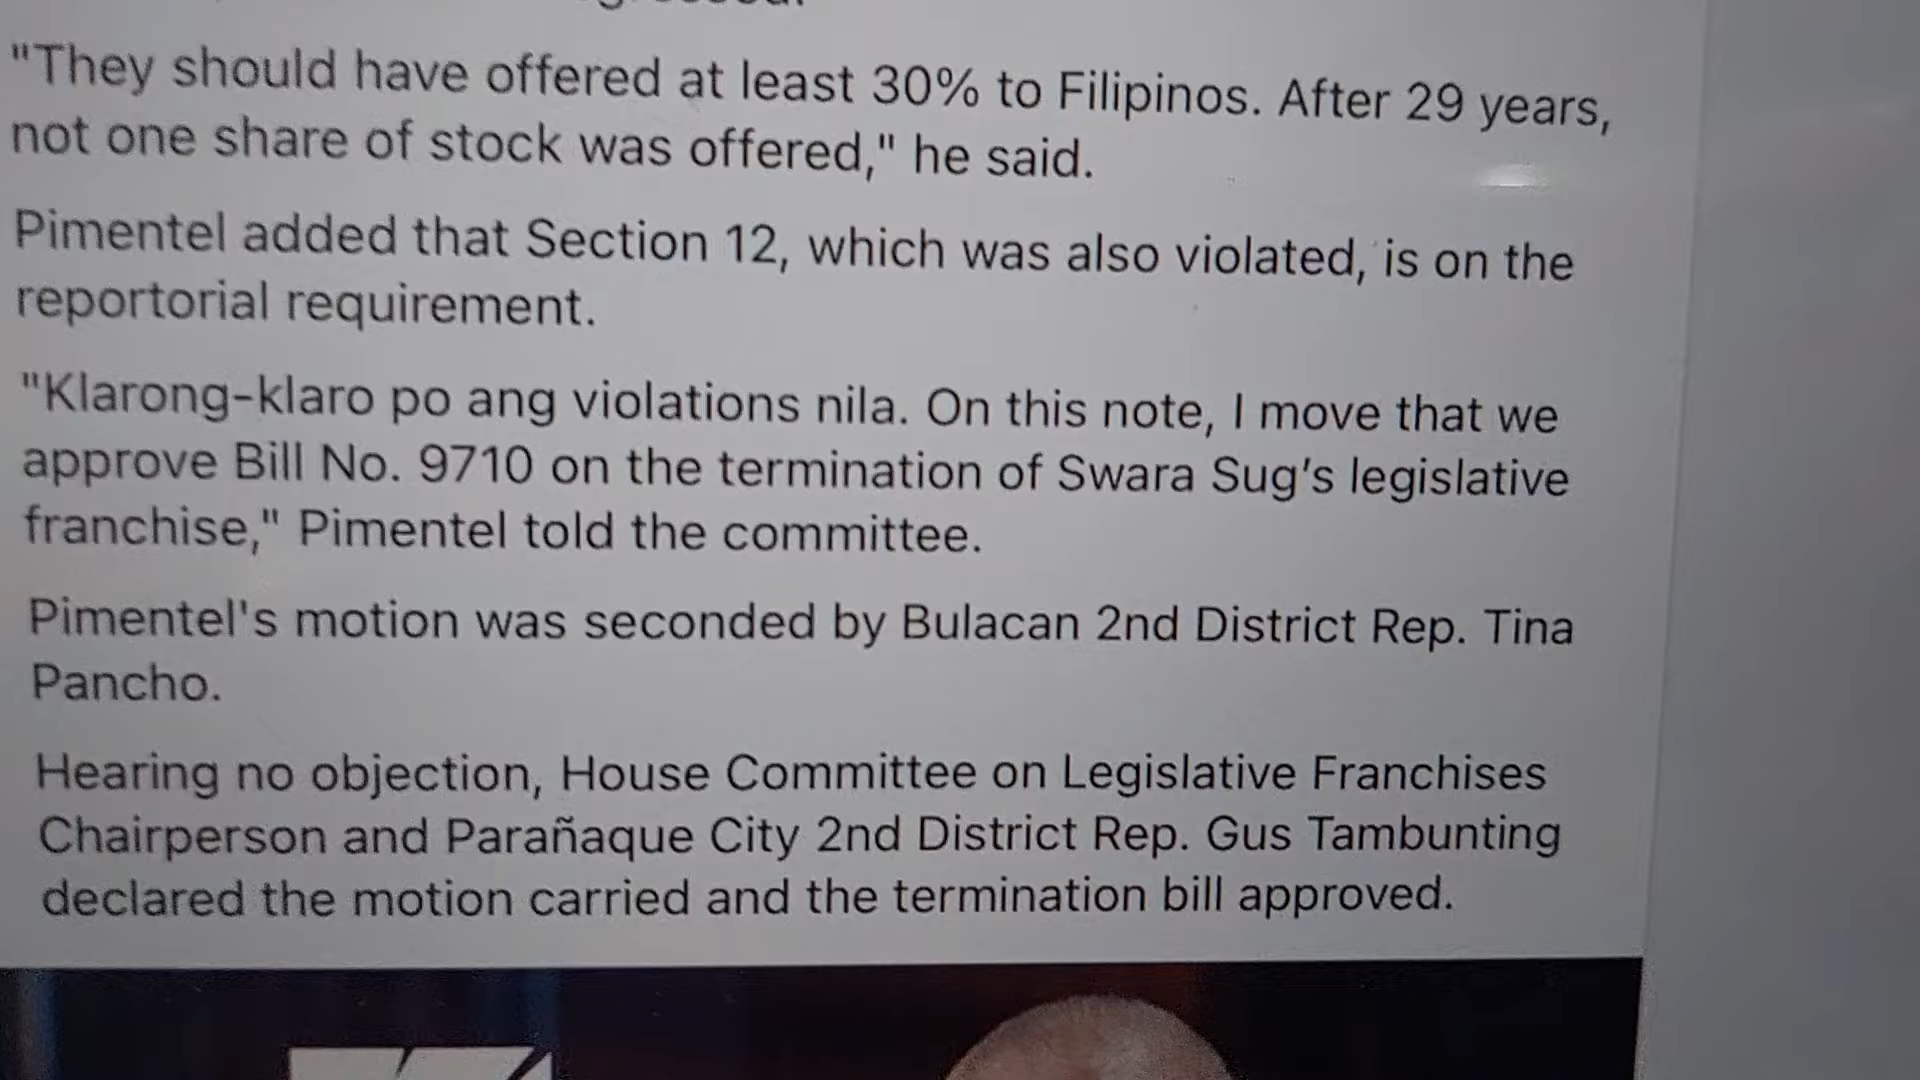 "They should have offered at least 30% to Filipinos. After 29 years,
not one share of stock was offered," he said.
Pimentel added that Section 12, which was also violated, is on the
reportorial requirement.
"Klarong-klaro po ang violations nila. On this note, I move that we
approve Bill No. 9710 on the termination of Swara Sug's legislative
franchise," Pimentel told the committee.
Pimentel's motion was seconded by Bulacan 2nd District Rep. Tina
Pancho.
Hearing no objection, House Committee on Legislative Franchises
Chairperson and Parañaque City 2nd District Rep. Gus Tambunting
declared the motion carried and the termination bill approved.